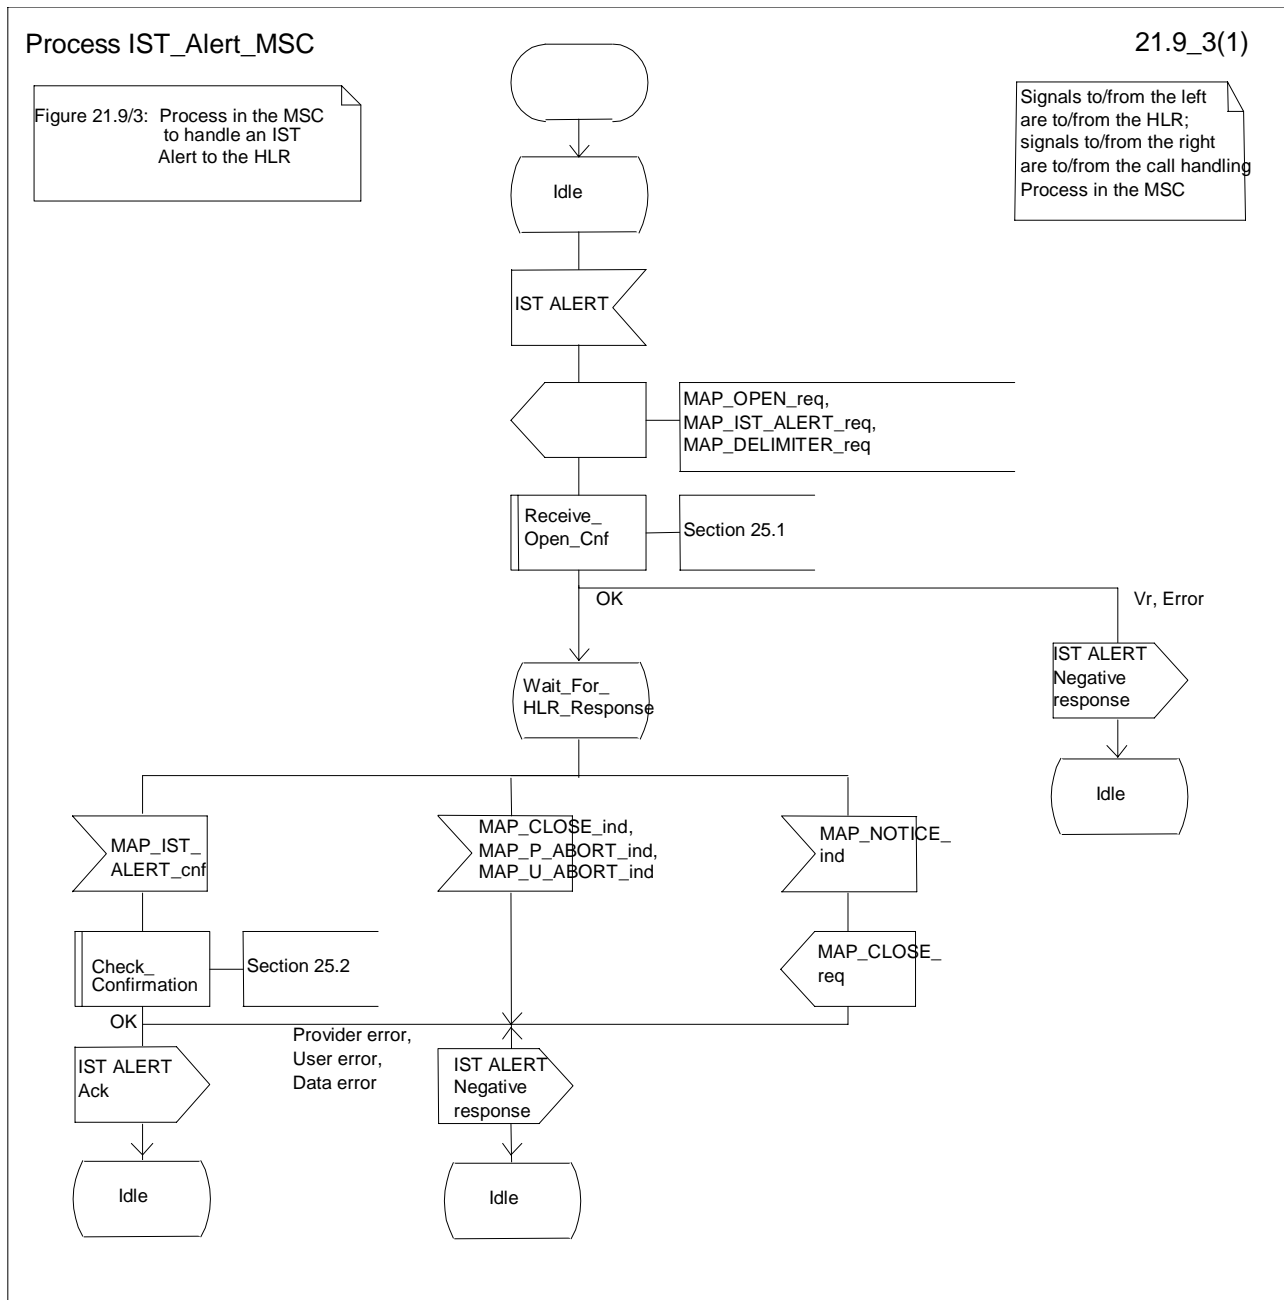 Process IST_Alert_MSC
21.9_3(1)
Figure 21.9/3: Process in the MSC
to handle an IST
Alert to the HLR
Signals to/from the left
are to/from the HLR;
signals to/from the right
are to/from the call handling
Process in the MSC
Idle
IST ALERT
MAP_OPEN_req,
MAP_IST_ALERT_req,
MAP_DELIMITER_req
Receive_
Open_Cnf
Section 25.1
OK
Vr, Error
IST ALERT
Negative
response
Idle
Wait_For_
HLR_Response
MAP_IST_
ALERT_cnf
MAP_CLOSE_ind,
MAP_P_ABORT_ind,
MAP_U_ABORT_ind
MAP_NOTICE_
ind
Check_
Confirmation
Section 25.2
MAP_CLOSE_
req
OK
Provider error,
User error,
Data error
IST ALERT
Ack
IST ALERT
Negative
response
Idle
Idle